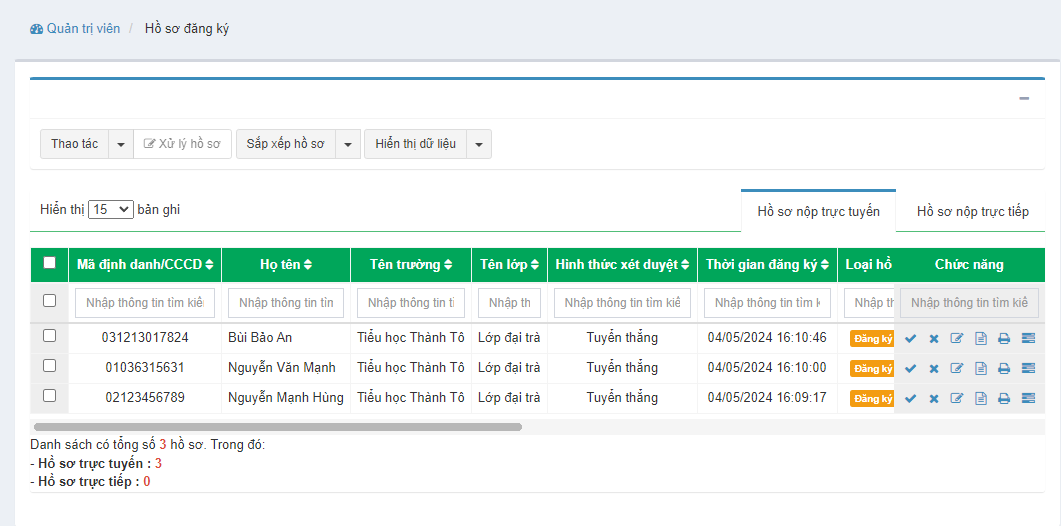 Quản trị viên / Hồ sơ đăng ký
Thao tác Xử lý hồ sơ Sắp xếp hồ sơ Hiển thị dữ liệu
Hiển thị 15 bản ghi Hồ sơ nộp trực tuyến Hồ sơ nộp trực tiếp
Mã định danh/CCCD Họ tên Tên trường Tên lớp Hình thức xét duyệt Thời gian đăng ký Loại hồ Chức năng
Nhập thông tin tìm kiế Nhập thông tin tìn Nhập thông tin tì Nhập th Nhập thông tin tìm kiế Nhập thông tin tìm k Nhập th Nhập thông tin tìm kiế
031213017824 Bùi Bảo An Tiểu học Thành Tô Lớp đại trà Tuyển thẳng 04/05/2024 16:10:46 Đăng ký
01036315631 Nguyễn Văn Mạnh Tiểu học Thành Tô Lớp đại trà Tuyển thẳng 04/05/2024 16:10:00 Đăng ký
02123456789 Nguyễn Mạnh Hùng Tiểu học Thành Tô Lớp đại trà Tuyển thẳng 04/05/2024 16:09:17 Đăng ký
Danh sách có tổng số 3 hồ sơ. Trong đó:
- Hồ sơ trực tuyến : 3
- Hồ sơ trực tiếp : 0